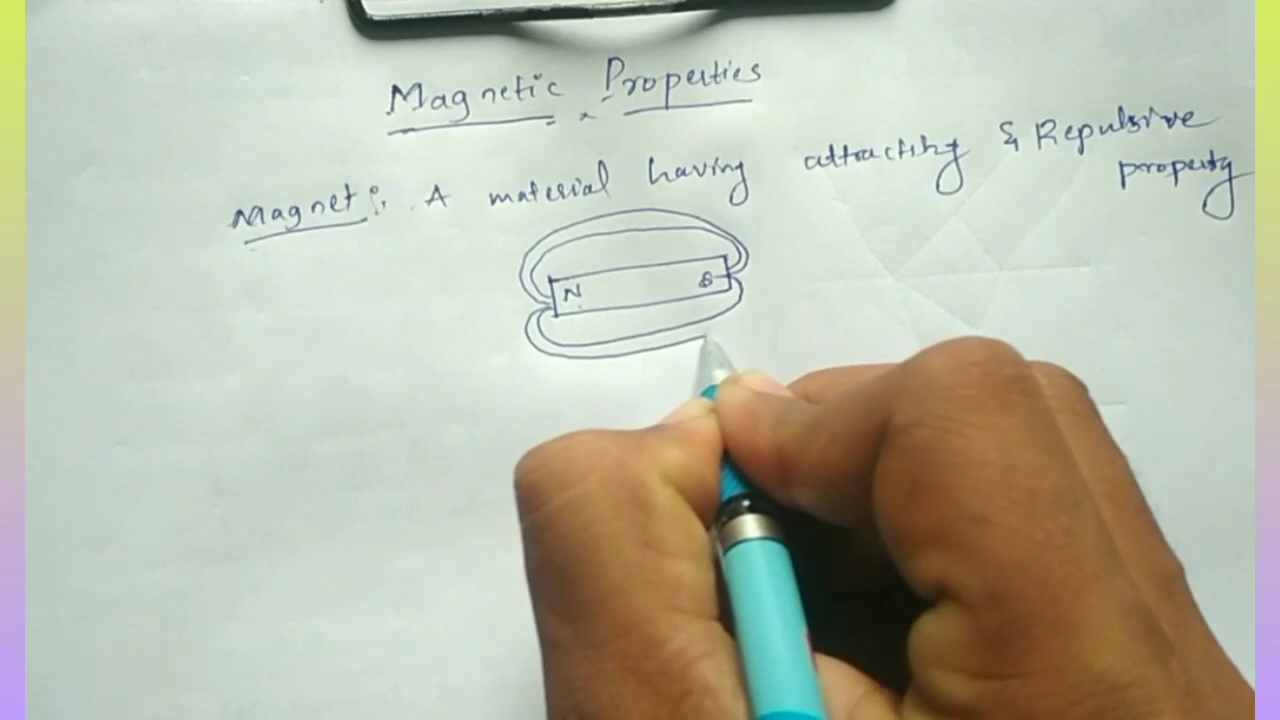 Magnetic Properties
Magnet:. A material having attracting & Repulsive
property
N S